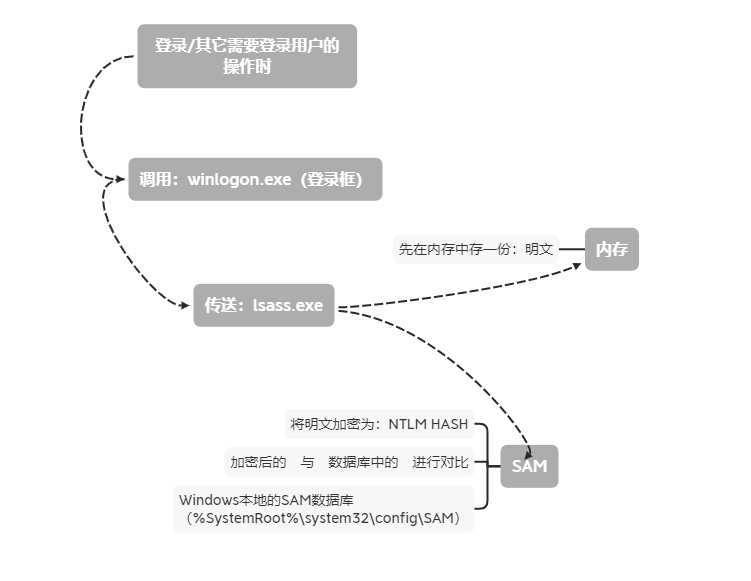 登录/其它需要登录用户的
操作时
调用：winlogon.exe（登录框）
先在内存中存一份：明文
内存
传送：lsass.exe
将明文加密为：NTLM HASH
加密后的 与 数据库中的 进行对比
SAM
Windows本地的SAM数据库
（%SystemRoot%\system32\config\SAM）